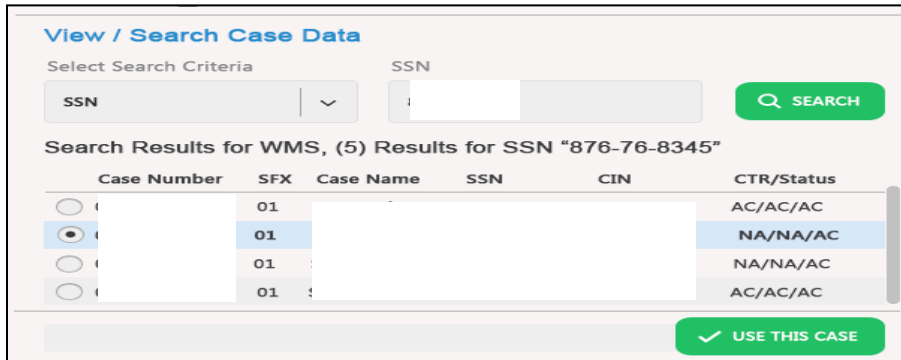 View / Search Case Data
Select Search Criteria SSN
SSN SEARCH
Search Results for WMS, (5) Results for SSN "876-76-8345"
Case Number SFX Case Name SSN CIN CTR/Status
01 AC/AC/AC
01 NA/NA/AC
01 NA/NA/AC
01 AC/AC/AC
USE THIS CASE